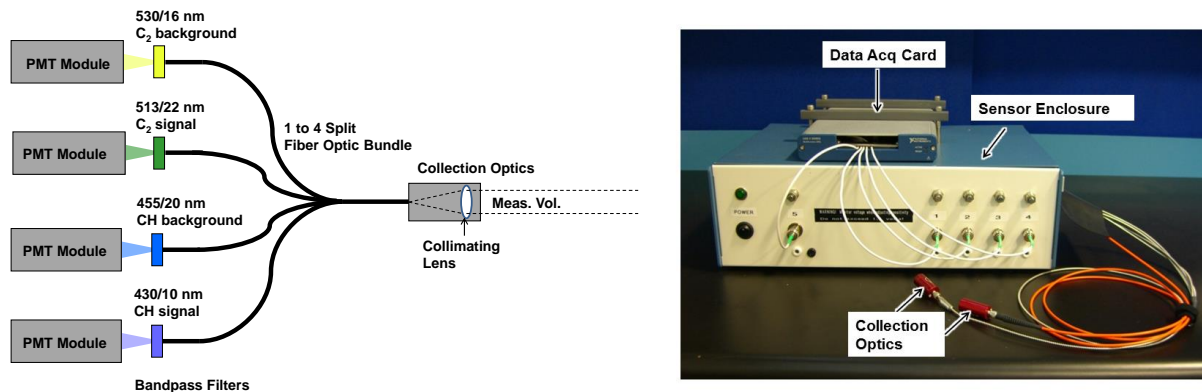 530/16 nm
C₂ background
PMT Module
513/22 nm
C₂ signal
PMT Module
1 to 4 Split
Fiber Optic Bundle
Collection Optics
Meas. Vol.
Collimating
Lens
455/20 nm
CH background
PMT Module
430/10 nm
CH signal
PMT Module
Bandpass Filters
Data Acq Card
Sensor Enclosure
POWER
5
1
2
3
4
Collection
Optics